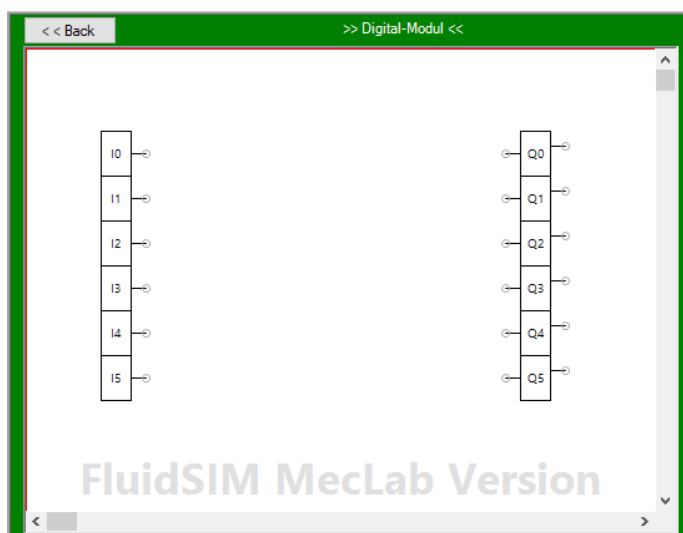 < < Back
>> Digital-Modul <<
I0
Q0
I1
Q1
I2
Q2
I3
Q3
I4
Q4
I5
Q5
FluidSIM MecLab Version